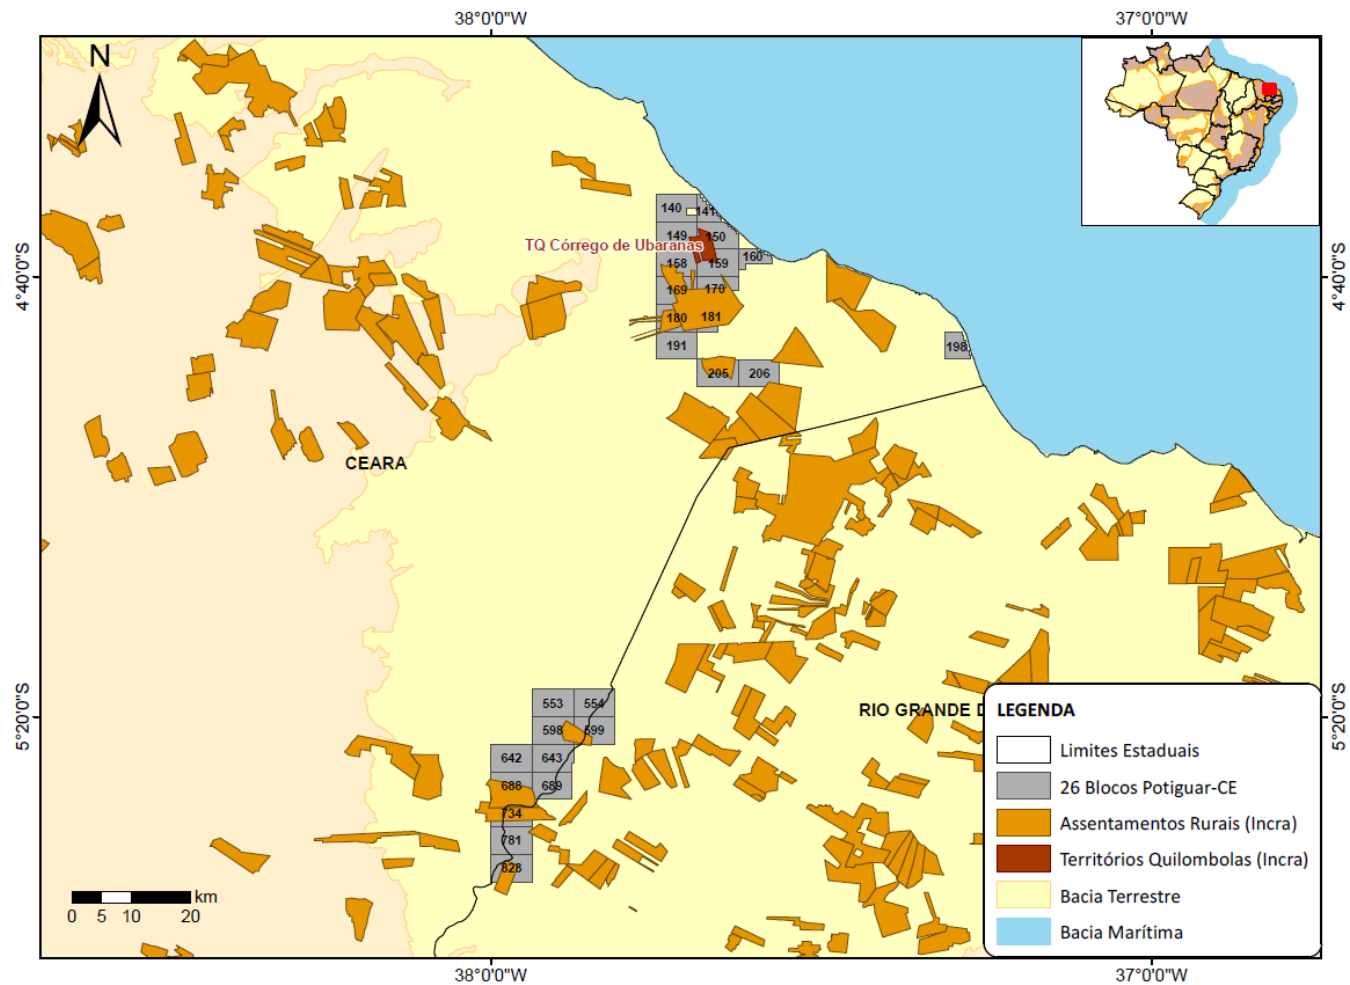 38°0'0"W
37°0'0"W
N
140
141
149
150
TQ Córrego de Ubaranas
158
159
160
4°40'0"S
4°40'0"S
169
170
180
181
191
198
205
206
CEARA
553
554
598
599
RIO GRANDE D
5°20'0"S
5°20'0"S
642
643
688
689
734
781
828
km
0 5 10 20
LEGENDA
Limites Estaduais
26 Blocos Potiguar-CE
Assentamentos Rurais (Incra)
Territórios Quilombolas (Incra)
Bacia Terrestre
Bacia Marítima
38°0'0"W
37°0'0"W